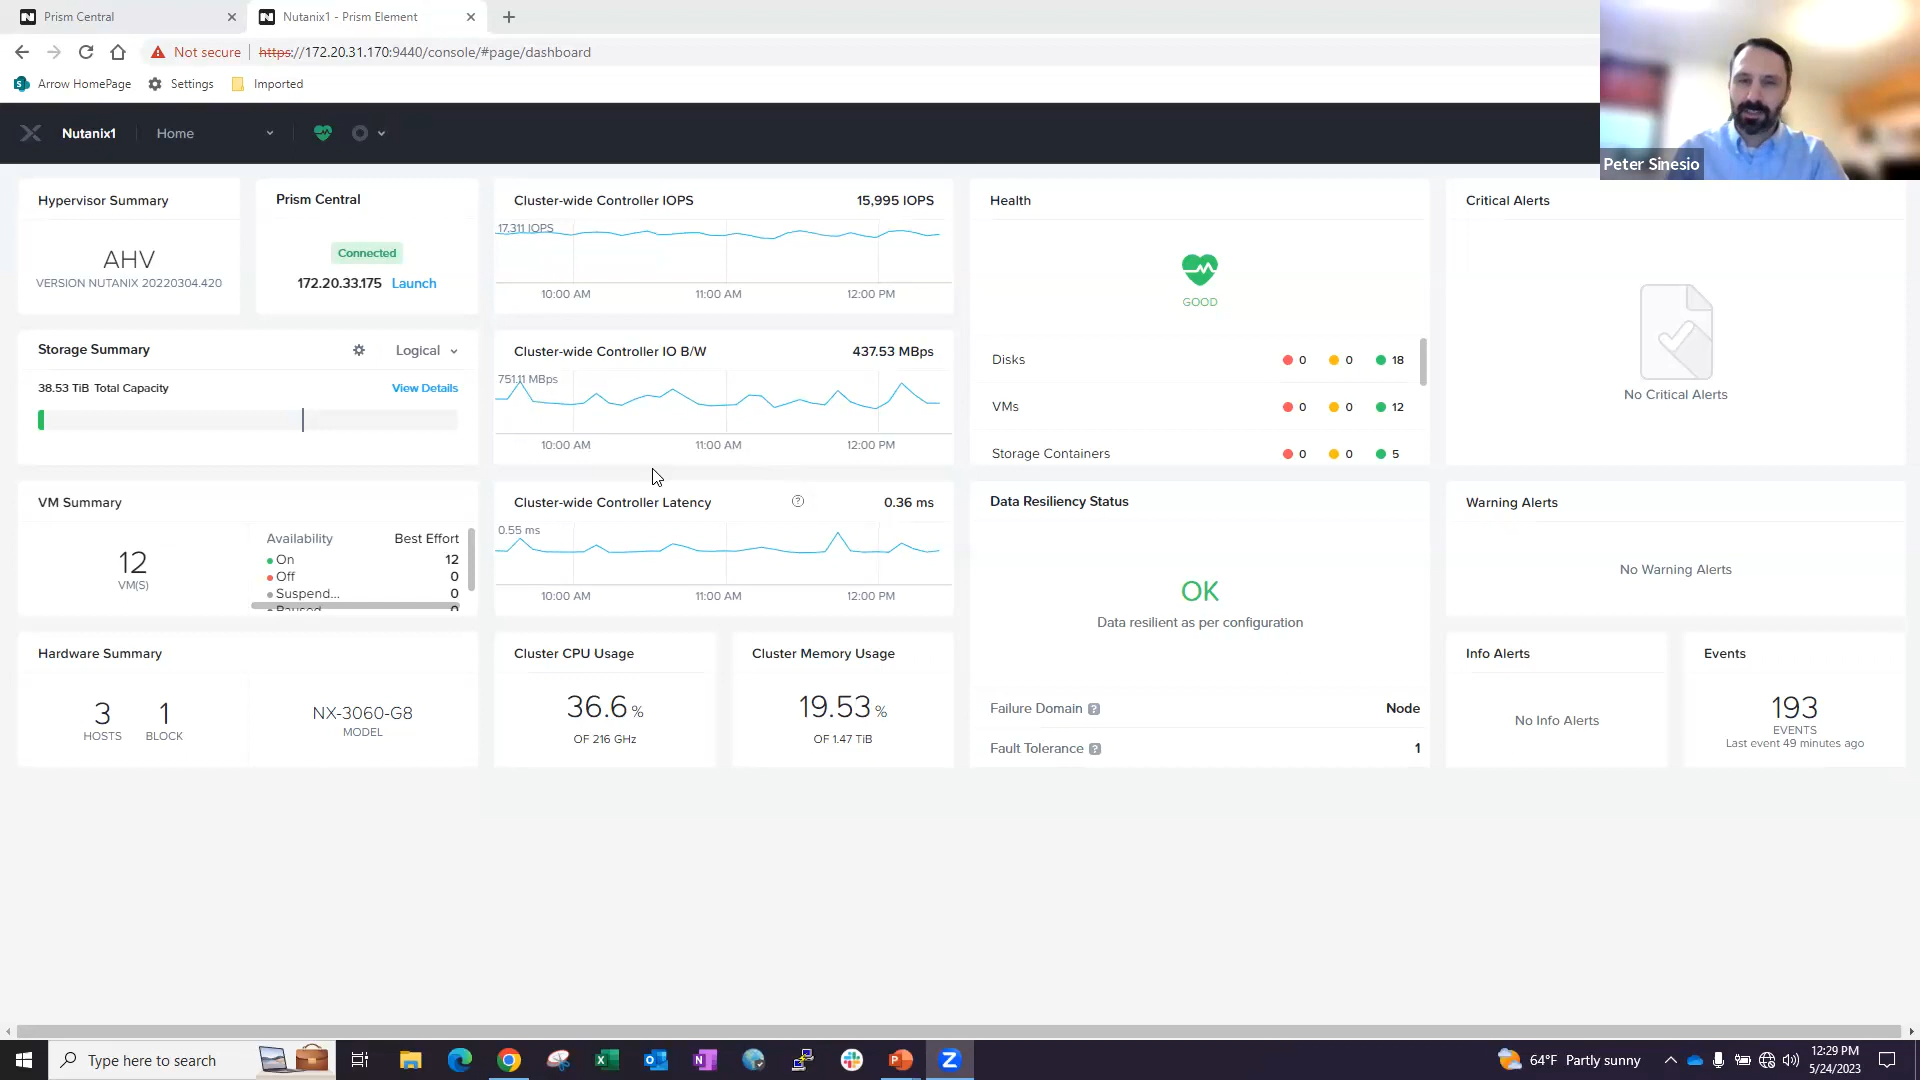 Prism Central
Nutanix1 - Prism Element
Not secure
https://172.20.31.170:9440/console/#page/dashboard
Arrow HomePage
Settings
Imported
Peter Sinesio
Nutanix1
Home
Hypervisor Summary
AHV
VERSION NUTANIX 20220304.420
Prism Central
Connected
172.20.33.175 Launch
Cluster-wide Controller IOPS
15,995 IOPS
17,311 IOPS
10:00 AM
11:00 AM
12:00 PM
Health
GOOD
Disks
0
0
18
VMs
0
0
12
Storage Containers
0
0
5
Critical Alerts
No Critical Alerts
Storage Summary
Logical
38.53 TiB Total Capacity
View Details
Cluster-wide Controller IO B/W
437.53 MBps
751.11 MBps
10:00 AM
11:00 AM
12:00 PM
VM Summary
12
VM(S)
Availability
Best Effort
On
12
Off
0
Suspend...
0
Paused
0
Cluster-wide Controller Latency
?
0.36 ms
0.55 ms
10:00 AM
11:00 AM
12:00 PM
Data Resiliency Status
OK
Data resilient as per configuration
Failure Domain ?
Node
Fault Tolerance ?
1
Warning Alerts
No Warning Alerts
Hardware Summary
3
HOSTS
1
BLOCK
NX-3060-G8
MODEL
Cluster CPU Usage
36.6 %
OF 216 GHz
Cluster Memory Usage
19.53 %
OF 1.47 TiB
Info Alerts
No Info Alerts
Events
193
EVENTS
Last event 49 minutes ago
Type here to search
64°F Partly sunny
12:29 PM
5/24/2023